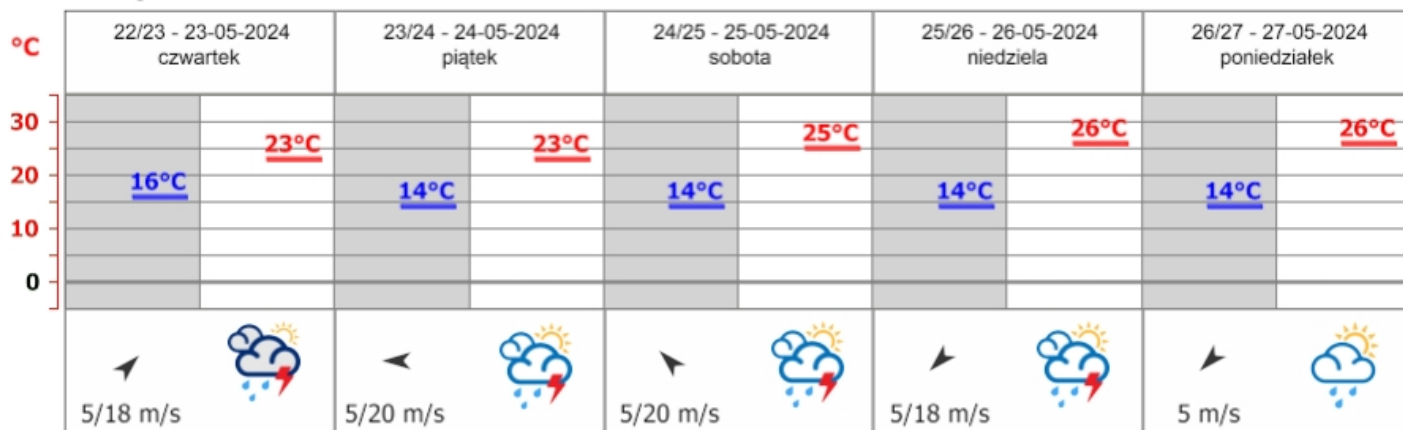 °C
22/23 - 23-05-2024
czwartek
23/24 - 24-05-2024
piątek
24/25 - 25-05-2024
sobota
25/26 - 26-05-2024
niedziela
26/27 - 27-05-2024
poniedziałek
30
20
10
0
16°C
23°C
14°C
23°C
14°C
25°C
14°C
26°C
14°C
26°C
5/18 m/s
5/20 m/s
5/20 m/s
5/18 m/s
5 m/s